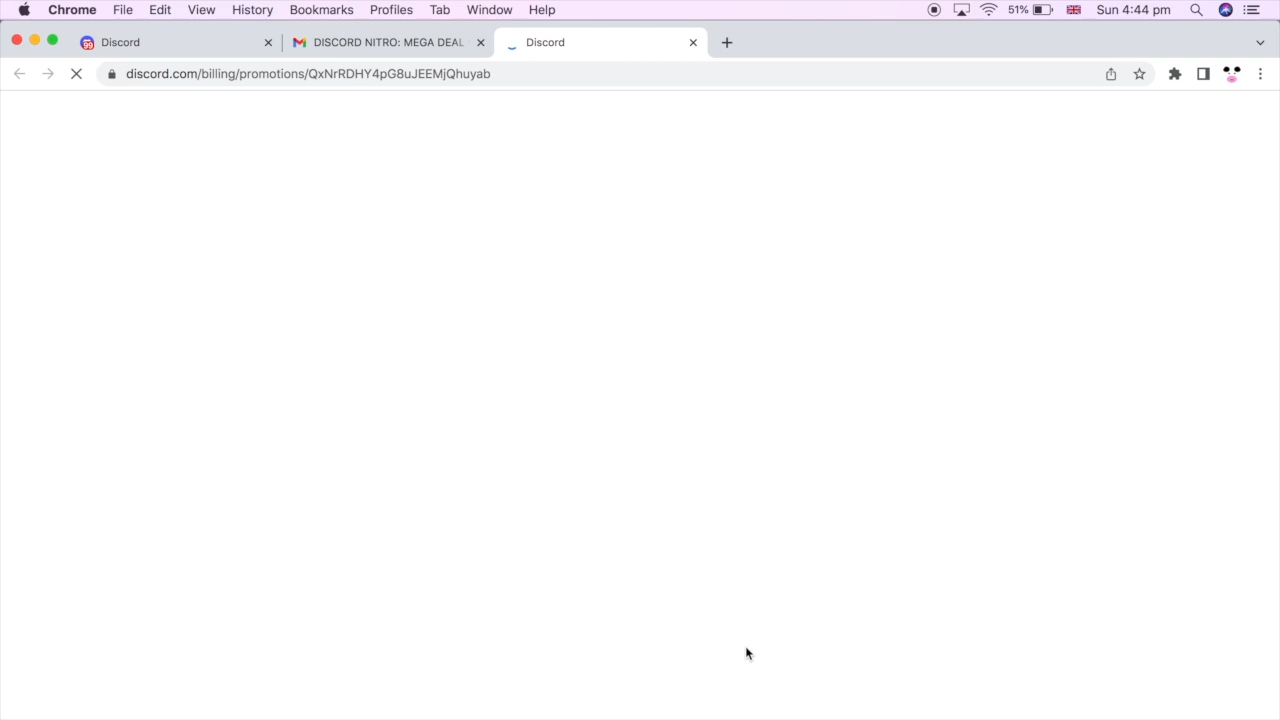 Chrome File Edit View History Bookmarks Profiles Tab Window Help 51% Sun 4:44 pm
99 Discord DISCORD NITRO: MEGA DEAL Discord
discord.com/billing/promotions/QxNrRDHY4pG8uJEEMjQhuyab